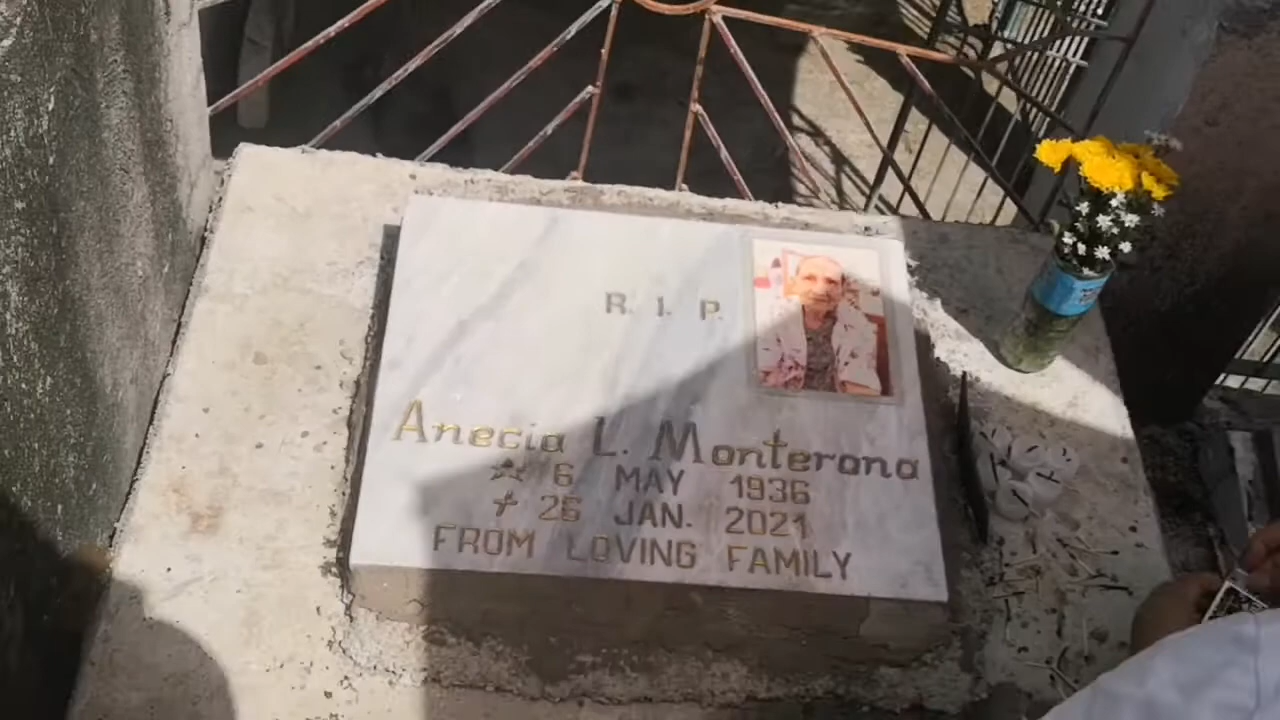 R. I. P.
Anecia L. Monterona
6 MAY 1936
26 JAN. 2021
FROM LOVING FAMILY